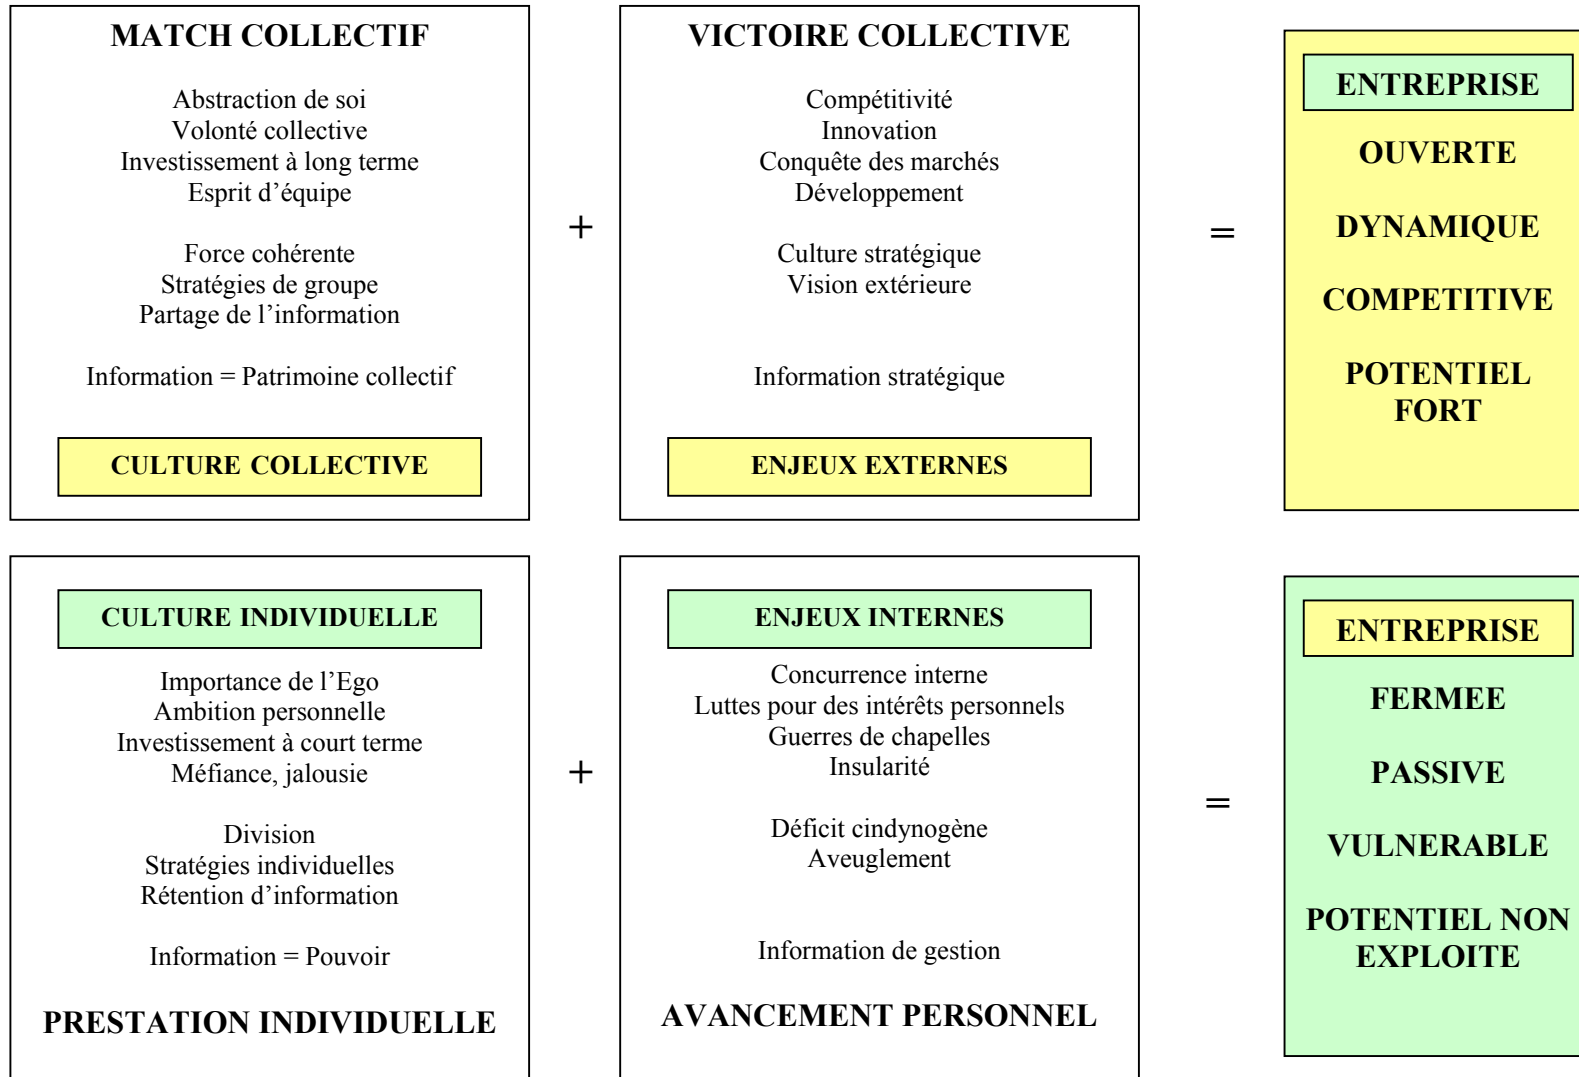 MATCH COLLECTIF
Abstraction de soi
Volonté collective
Investissement à long terme
Esprit d’équipe
Force cohérente
Stratégies de groupe
Partage de l’information
Information = Patrimoine collectif
CULTURE COLLECTIVE
+
VICTOIRE COLLECTIVE
Compétitivité
Innovation
Conquête des marchés
Développement
Culture stratégique
Vision extérieure
Information stratégique
ENJEUX EXTERNES
=
ENTREPRISE
OUVERTE
DYNAMIQUE
COMPETITIVE
POTENTIEL
FORT
CULTURE INDIVIDUELLE
Importance de l’Ego
Ambition personnelle
Investissement à court terme
Méfiance, jalousie
Division
Stratégies individuelles
Rétention d’information
Information = Pouvoir
PRESTATION INDIVIDUELLE
+
ENJEUX INTERNES
Concurrence interne
Luttes pour des intérêts personnels
Guerres de chapelles
Insularité
Déficit cindynogène
Aveuglement
Information de gestion
AVANCEMENT PERSONNEL
=
ENTREPRISE
FERMEE
PASSIVE
VULNERABLE
POTENTIEL NON
EXPLOITE